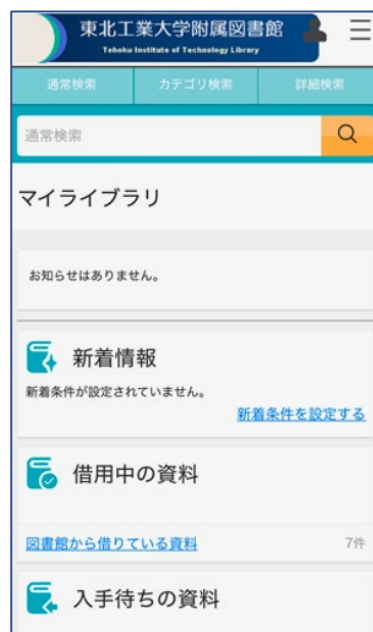 東北工業大学附属図書館
Tohoku Institute of Technology Library
通常検索 カテゴリ検索 詳細検索
通常検索
マイライブラリ
お知らせはありません。
新着情報
新着条件が設定されていません。
新着条件を設定する
借用中の資料
図書館から借りている資料 7件
入手待ちの資料